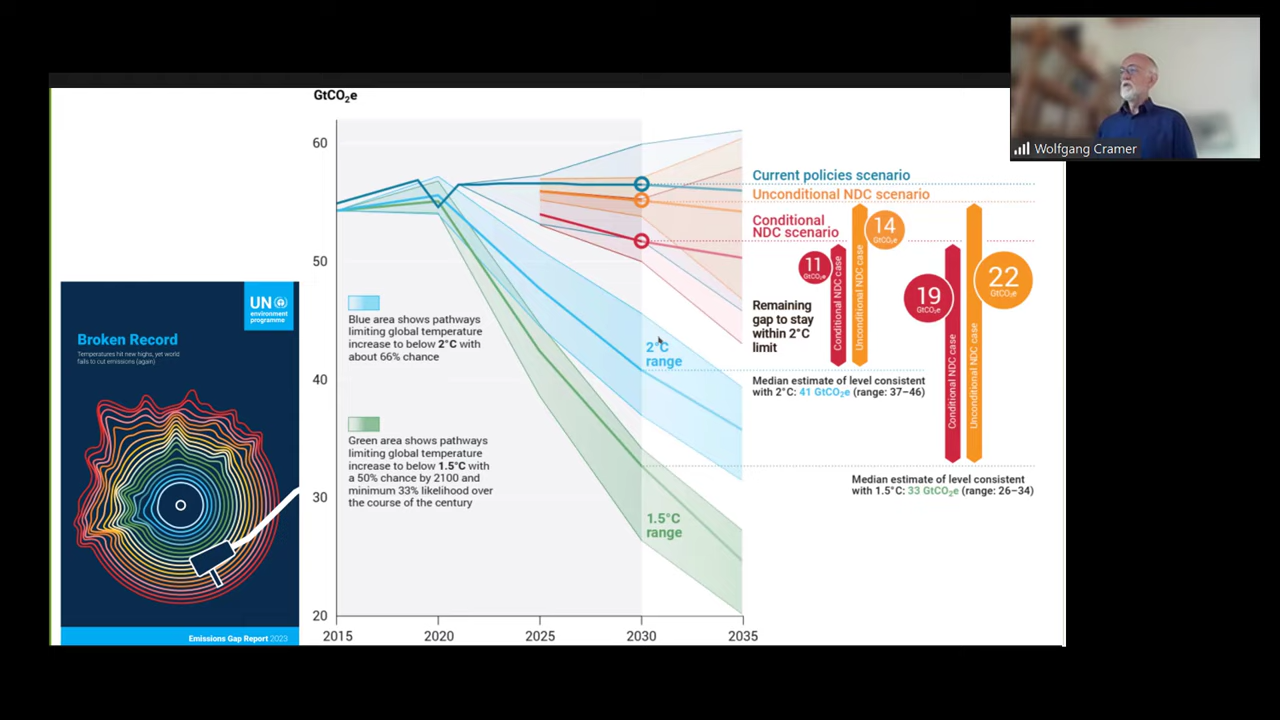 GtCO2e
60
50
40
30
20
2015
2020
2025
2030
2035
Blue area shows pathways
limiting global temperature
increase to below 2°C with
about 66% chance
Green area shows pathways
limiting global temperature
increase to below 1.5°C with
a 50% chance by 2100 and
minimum 33% likelihood over
the course of the century
2°C
range
1.5°C
range
Current policies scenario
Unconditional NDC scenario
Conditional
NDC scenario
11
GtCO2e
Conditional NDC case
Unconditional NDC case
14
GtCO2e
19
GtCO2e
Conditional NDC case
Unconditional NDC case
22
GtCO2e
Remaining
gap to stay
within 2°C
limit
Median estimate of level consistent
with 2°C: 41 GtCO2e (range: 37–46)
Median estimate of level consistent
with 1.5°C: 33 GtCO2e (range: 26–34)
UN
environment
programme
Broken Record
Temperatures hit new highs, yet world
fails to cut emissions (again)
Emissions Gap Report 2023
Wolfgang Cramer